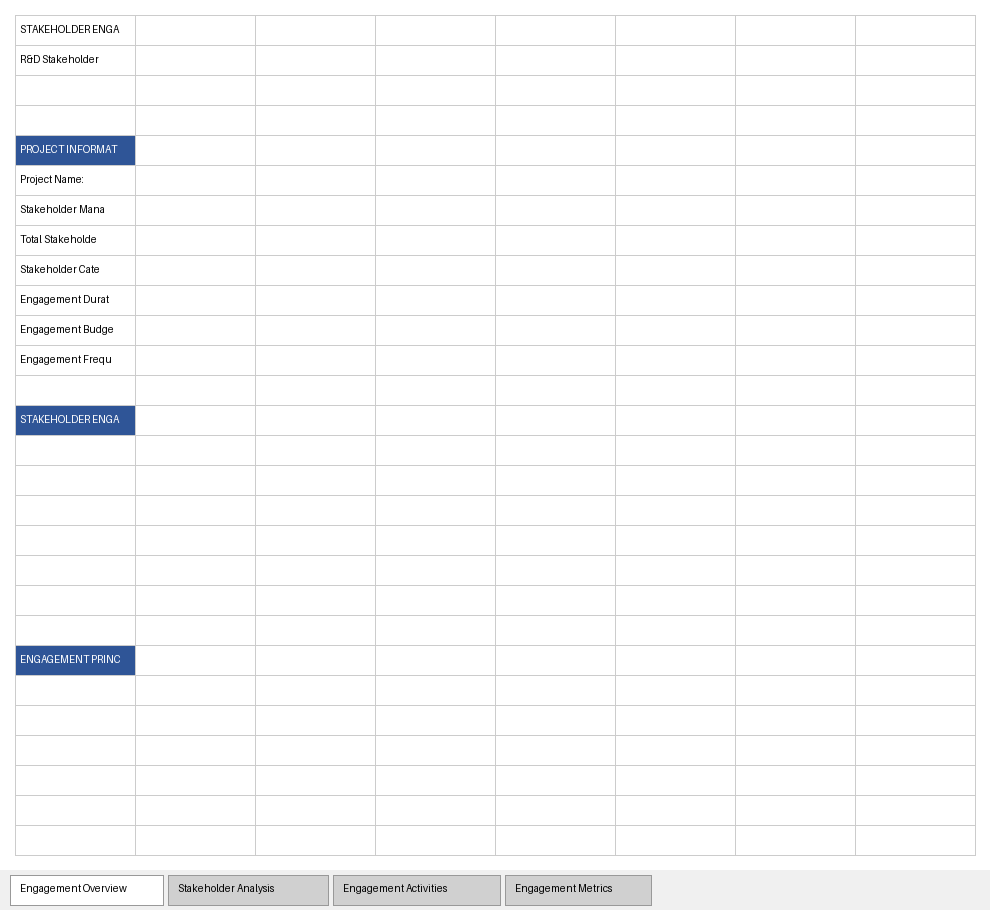 STAKEHOLDER ENGA
R&D Stakeholder
PROJECT INFORMAT
Project Name:
Stakeholder Mana
Total Stakeholde
Stakeholder Cate
Engagement Durat
Engagement Budge
Engagement Frequ
STAKEHOLDER ENGA
ENGAGEMENT PRINC
Engagement Overview
Stakeholder Analysis
Engagement Activities
Engagement Metrics